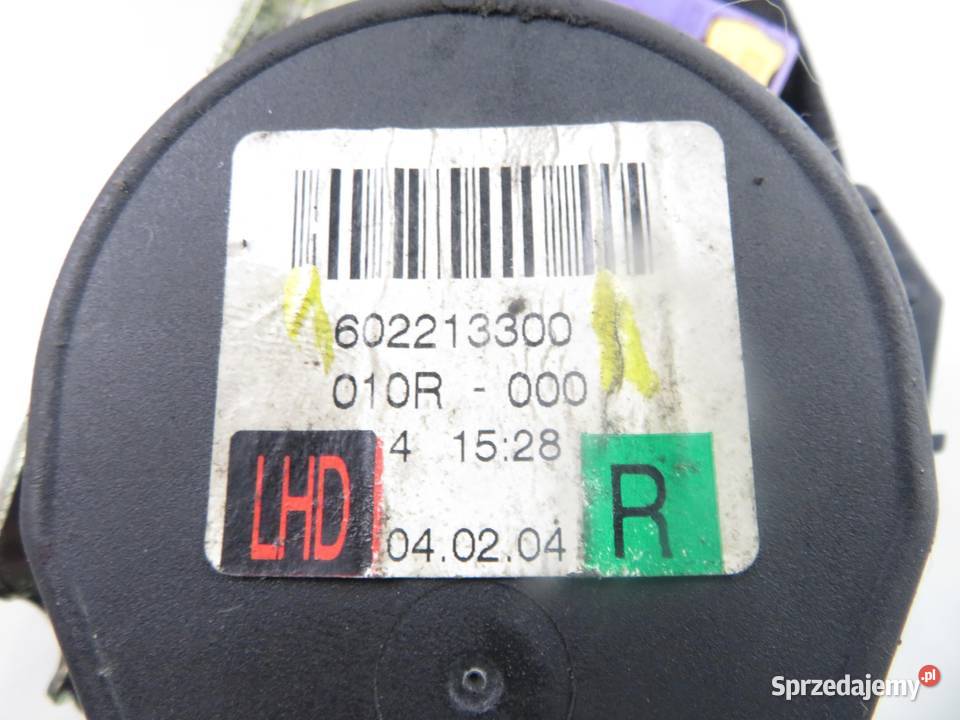 602213300
010R - 000
4 15:28
LHD
04.02.04
R
Sprzedajemy.pl